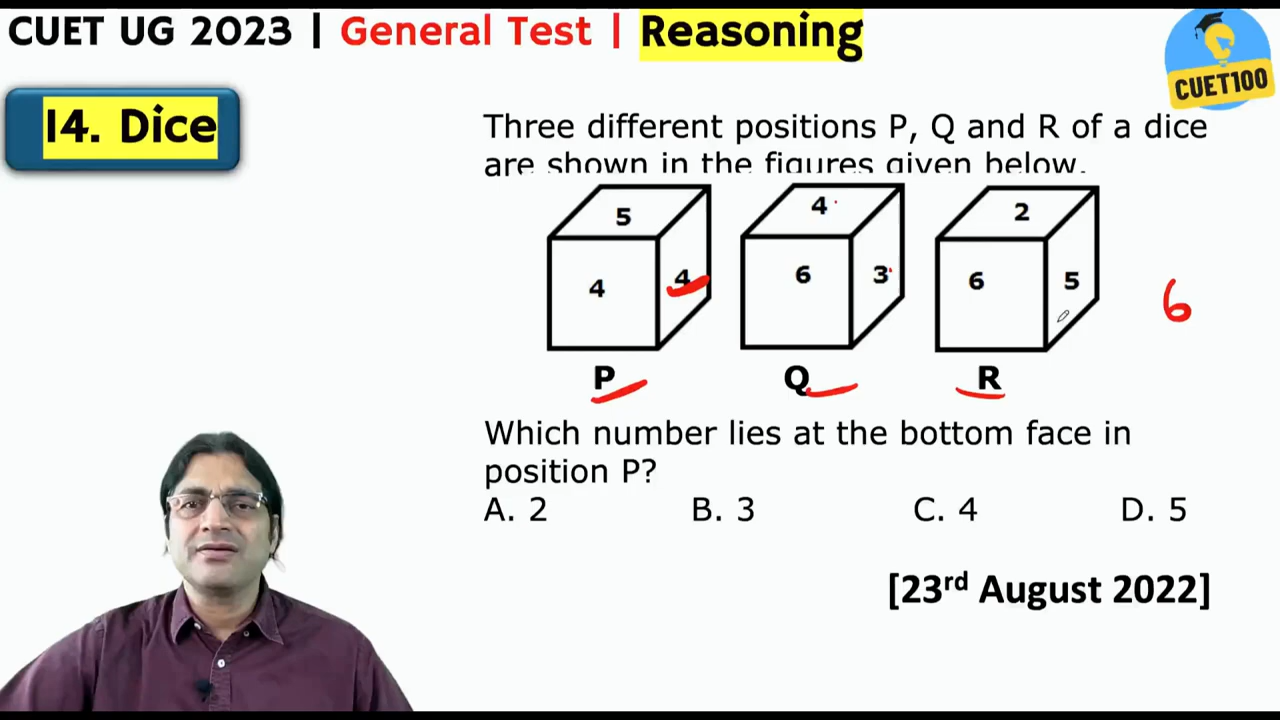 CUET UG 2023 | General Test | Reasoning
CUET100
14. Dice
Three different positions P, Q and R of a dice
are shown in the figures given below.
5
4
4
4
6
3
2
6
5
6
P
Q
R
Which number lies at the bottom face in
position P?
A. 2 B. 3 C. 4 D. 5
[23rd August 2022]